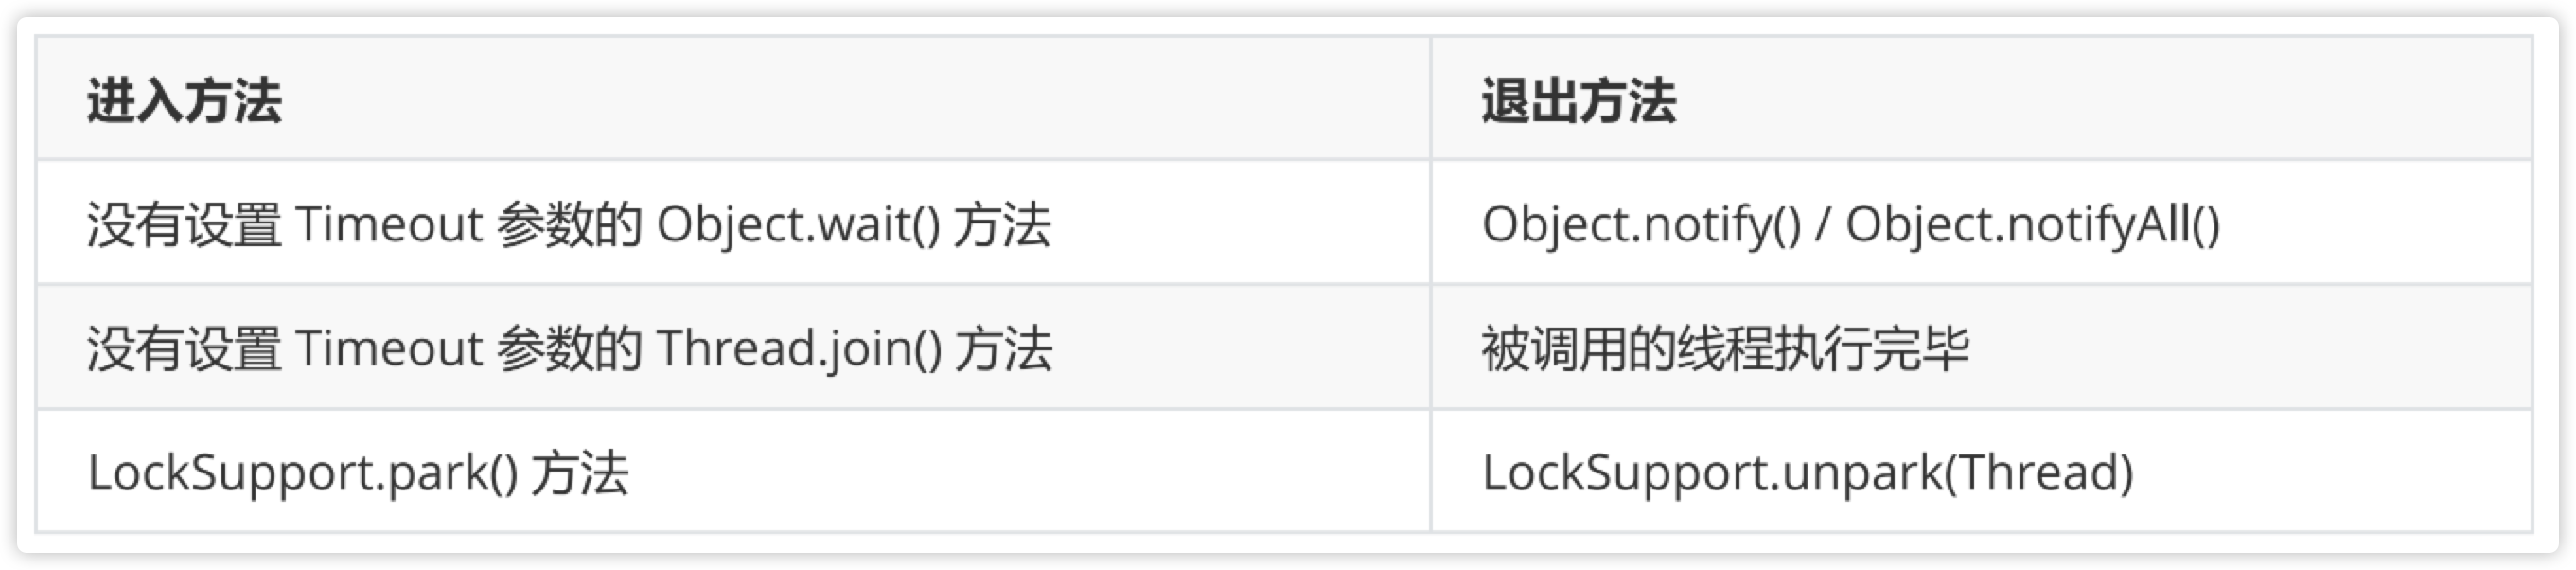 进入方法
退出方法
没有设置 Timeout 参数的 Object.wait() 方法
Object.notify() / Object.notifyAll()
没有设置 Timeout 参数的 Thread.join() 方法
被调用的线程执行完毕
LockSupport.park() 方法
LockSupport.unpark(Thread)